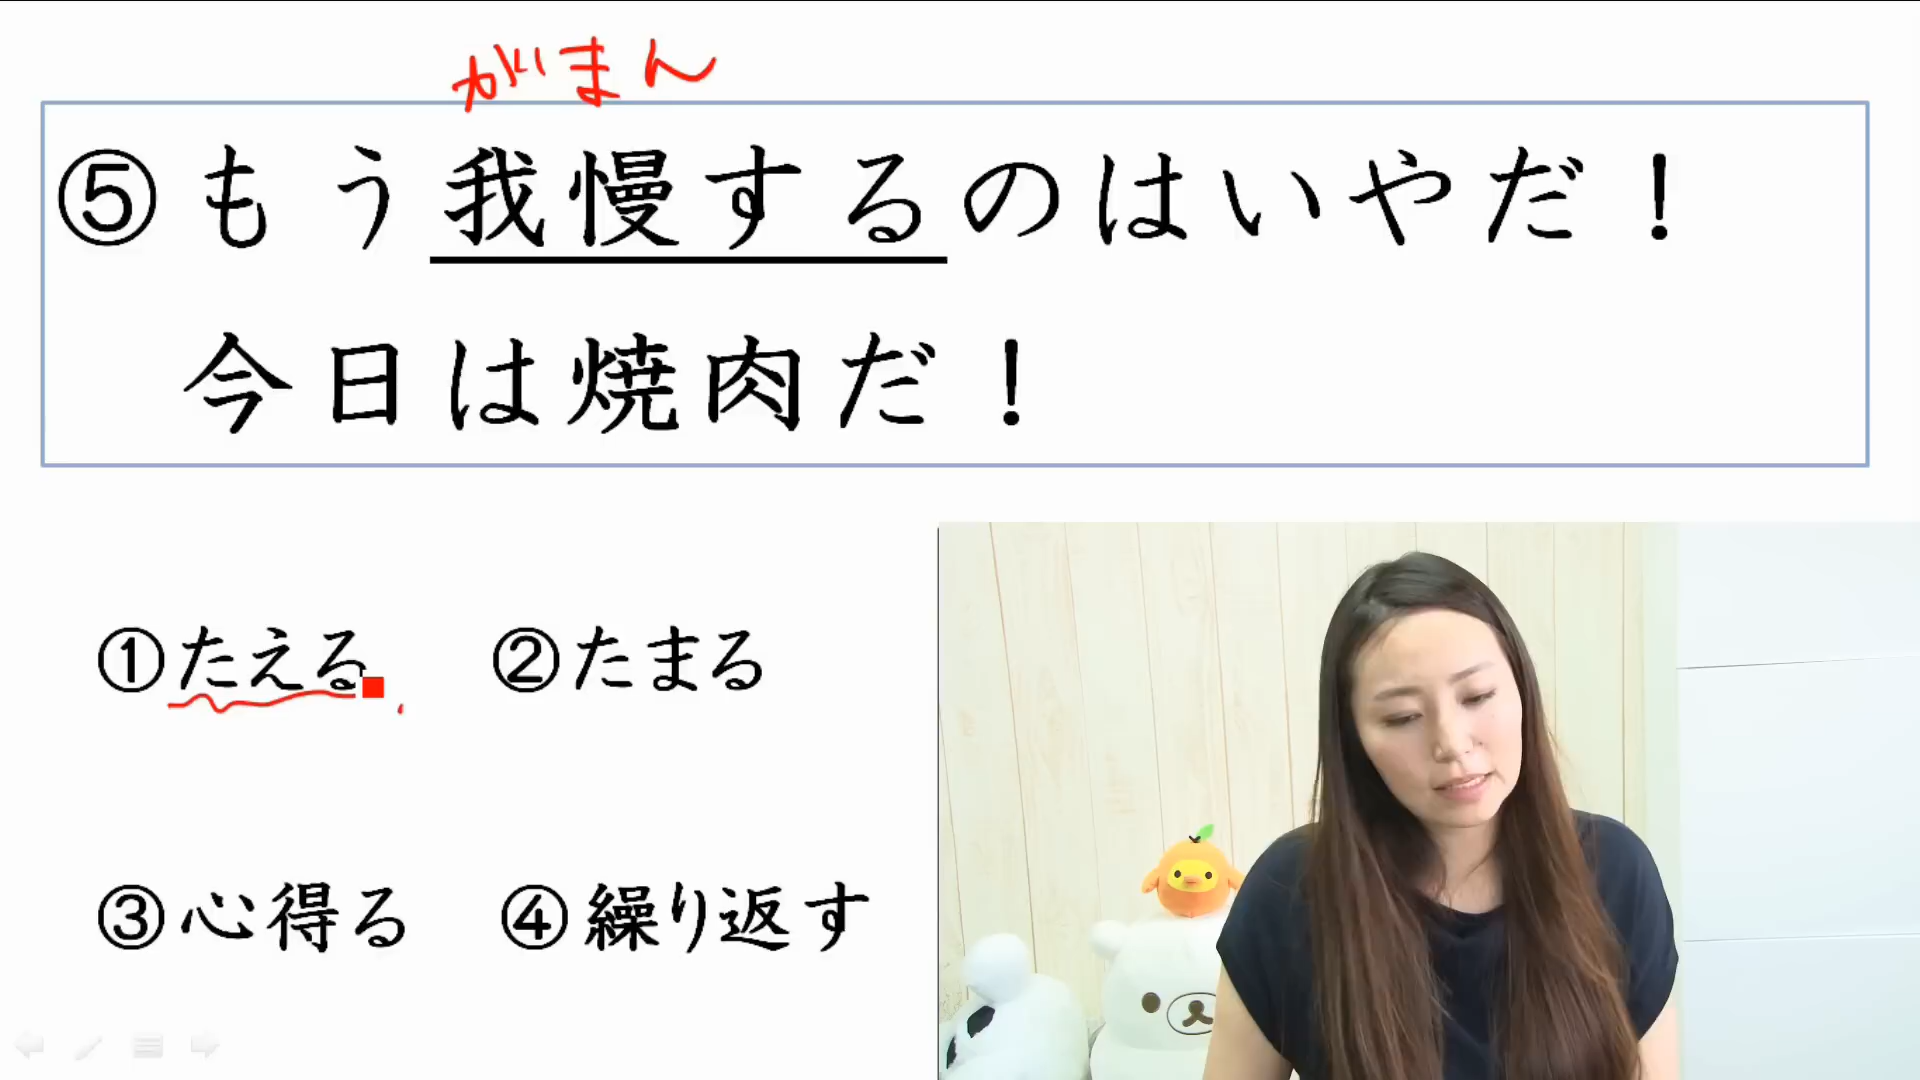 がまん
⑤もう我慢するのはいやだ！
今日は焼肉だ！
①たえる ②たまる
③心得る ④繰り返す